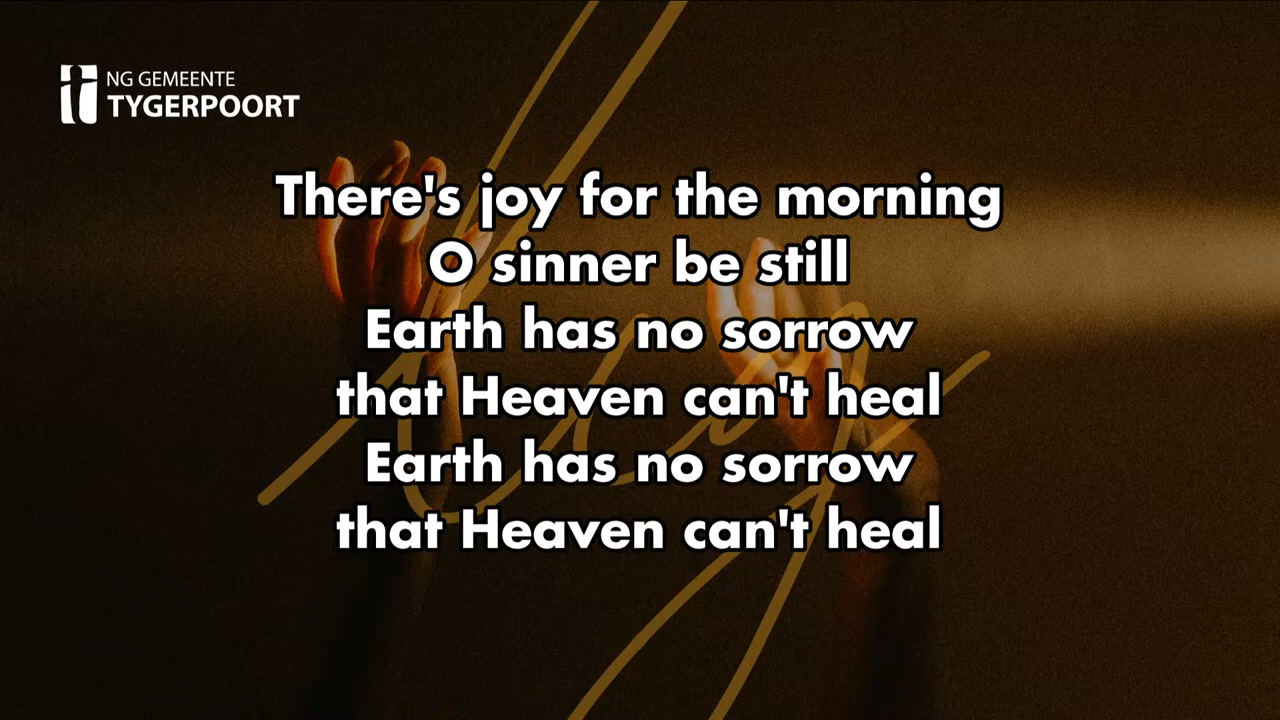 NG GEMEENTE
TYGERPOORT
There's joy for the morning
O sinner be still
Earth has no sorrow
that Heaven can't heal
Earth has no sorrow
that Heaven can't heal